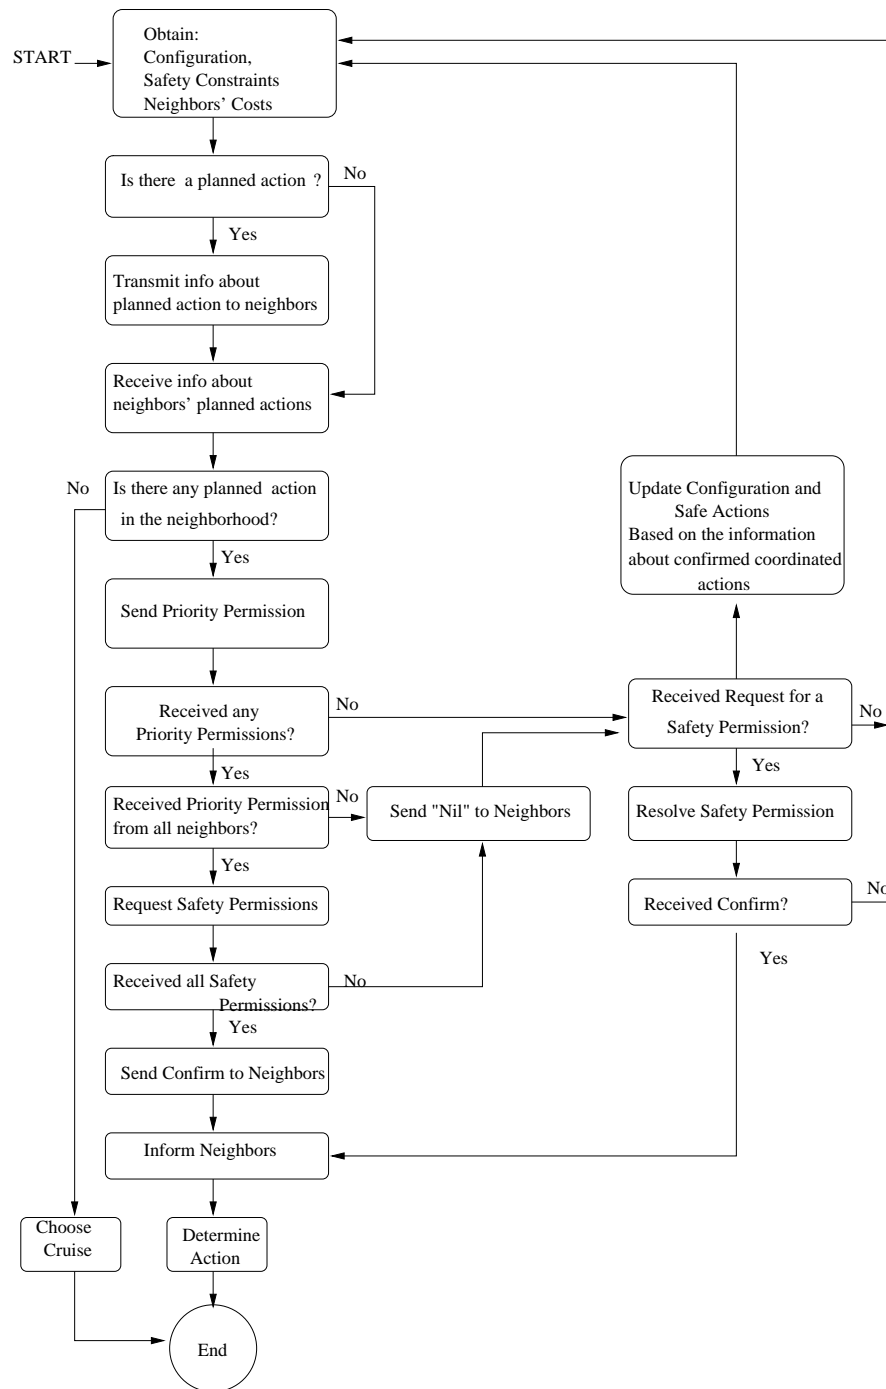 START
Obtain:
Configuration,
Safety Constraints
Neighbors' Costs
Is there a planned action ?
No
Yes
Transmit info about
planned action to neighbors
Receive info about
neighbors' planned actions
No
Is there any planned action
in the neighborhood?
Yes
Send Priority Permission
Received any
Priority Permissions?
No
Yes
Received Priority Permission
from all neighbors?
No
Send "Nil" to Neighbors
Yes
Request Safety Permissions
Received all Safety
Permissions?
No
Yes
Send Confirm to Neighbors
Inform Neighbors
Choose
Cruise
Determine
Action
End
Update Configuration and
Safe Actions
Based on the information
about confirmed coordinated
actions
Received Request for a
Safety Permission?
No
Yes
Resolve Safety Permission
Received Confirm?
No
Yes